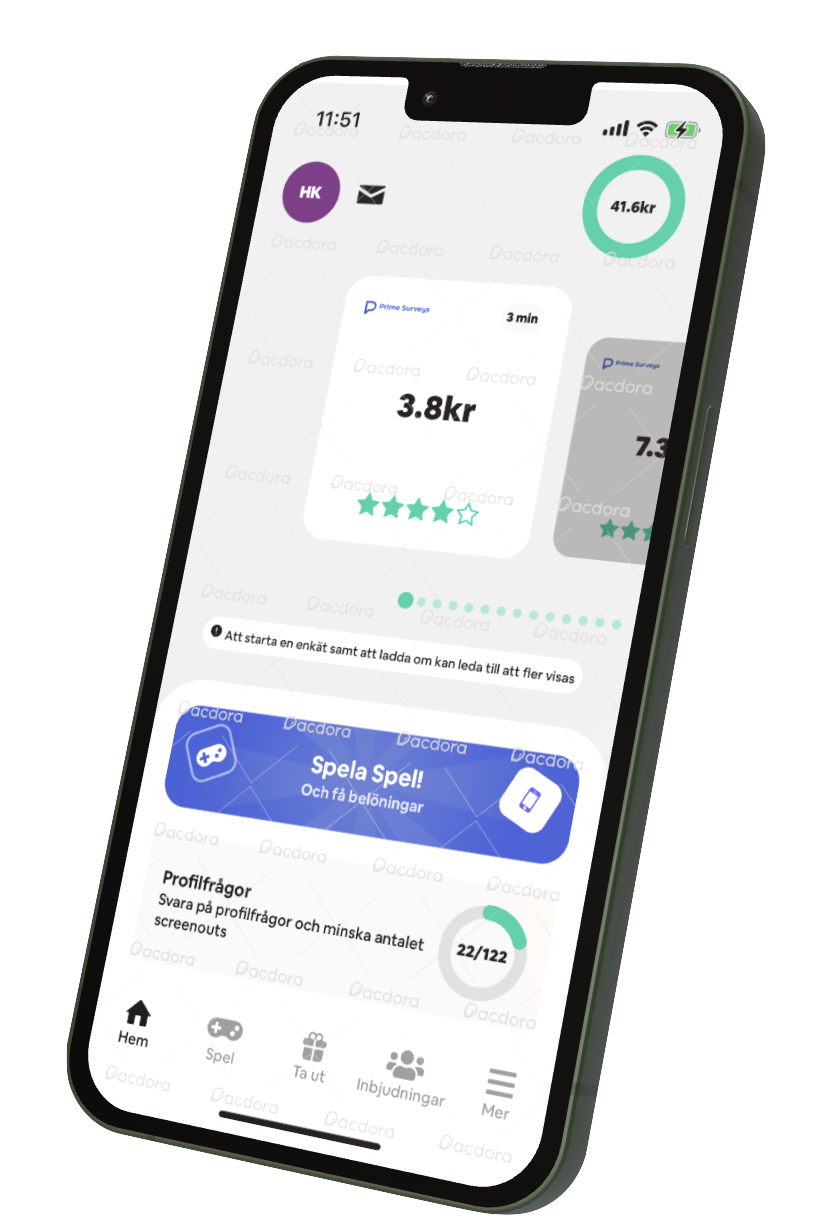 11:51
HK
41.6kr
Prime Surveys
3 min
3.8kr
Prime Surveys
7.3
Att starta en enkät samt att ladda om kan leda till att fler visas
Spela Spel!
Och få belöningar
Profilfrågor
Svara på profilfrågor och minska antalet
screenouts
22/122
Hem
Spel
Ta ut
Inbjudningar
Mer
Dacdora